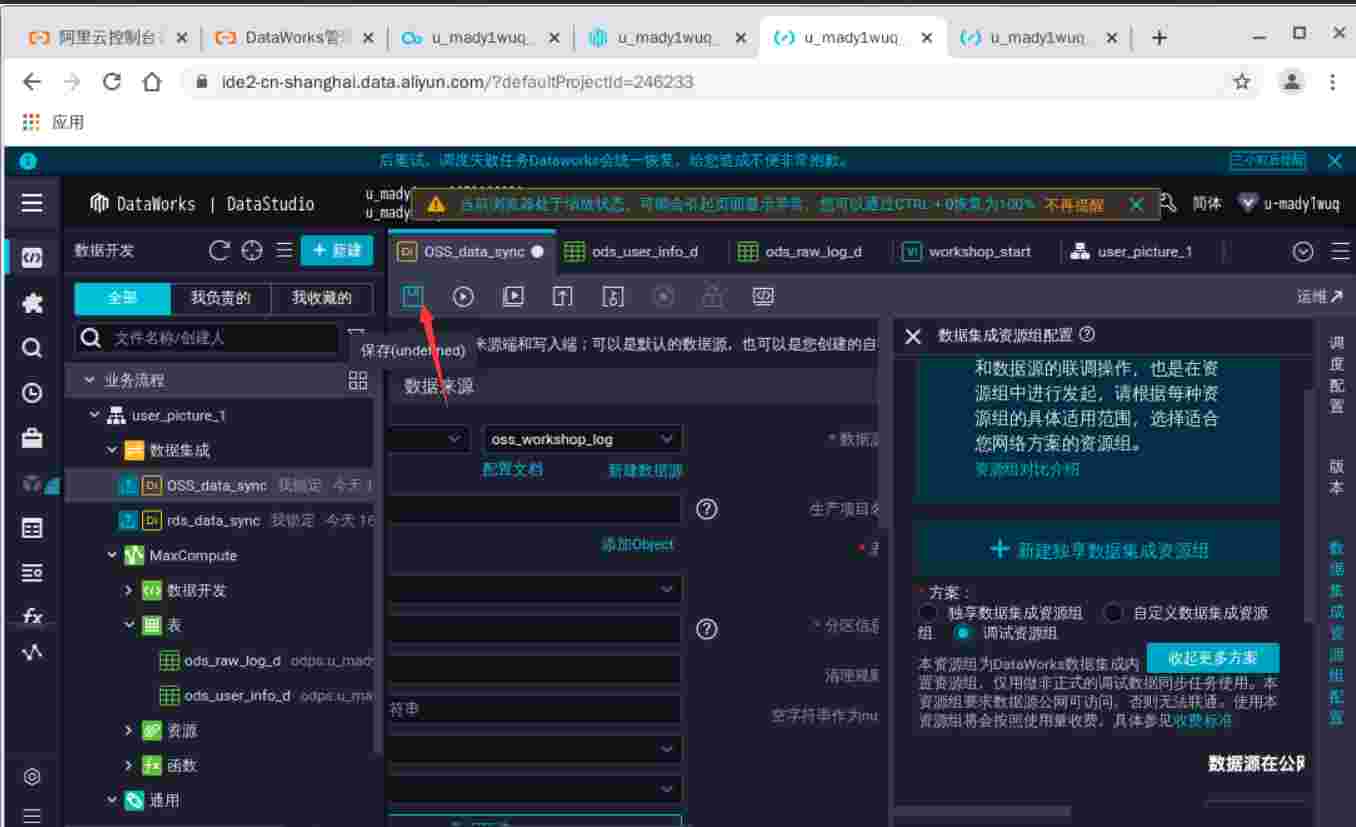 阿里云控制台
DataWorks管
u_mady1wuq_
u_mady1wuq_
u_mady1wuq_
u_mady1wuq_
ide2-cn-shanghai.data.aliyun.com/?defaultProjectId=246233
应用
后重试，调度失败任务Dataworks会统一恢复，给您造成不便非常抱歉。
三小时后提醒
DataWorks | DataStudio
u_mady1
u_mady1
当前浏览器处于缩放状态，可能会引起页面显示异常，您可以通过CTRL + 0恢复为100% 不再提醒
简体
u-mady1wuq
数据开发
新建
OSS_data_sync
ods_user_info_d
ods_raw_log_d
VI
workshop_start
user_picture_1
全部
我负责的
我收藏的
运维
文件名称/创建人
保存(undefined)
来源端和写入端；可以是默认的数据源，也可以是您创建的自
数据集成资源组配置
业务流程
数据来源
user_picture_1
数据集成
Di OSS_data_sync 我锁定 今天 1
Di rds_data_sync 我锁定 今天 16
MaxCompute
数据开发
表
ods_raw_log_d odps.u_mady
ods_user_info_d odps.u_ma
资源
函数
通用
oss_workshop_log
* 数据源
配置文档
新建数据源
生产项目名
添加Object
* 分区信息
清理规则
符串
空字符串作为nu
和数据源的联调操作，也是在资
源组中进行发起，请根据每种资
源组的具体适用范围，选择适合
您网络方案的资源组。
资源组对比介绍
新建独享数据集成资源组
* 方案：
独享数据集成资源组
自定义数据集成资源
组
调试资源组
收起更多方案
本资源组为DataWorks数据集成内
置资源组，仅用做非正式的调试数据同步任务使用。本
资源组要求数据源公网可访问，否则无法联通。使用本
资源组将会按照使用量收费，具体参见收费标准
数据源在公网
调度配置
版本
数据集成资源组配置